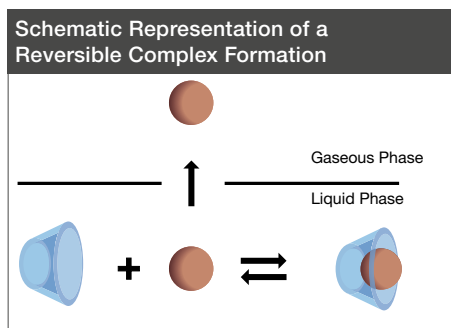 Schematic Representation of a
Reversible Complex Formation
Gaseous Phase
Liquid Phase
+